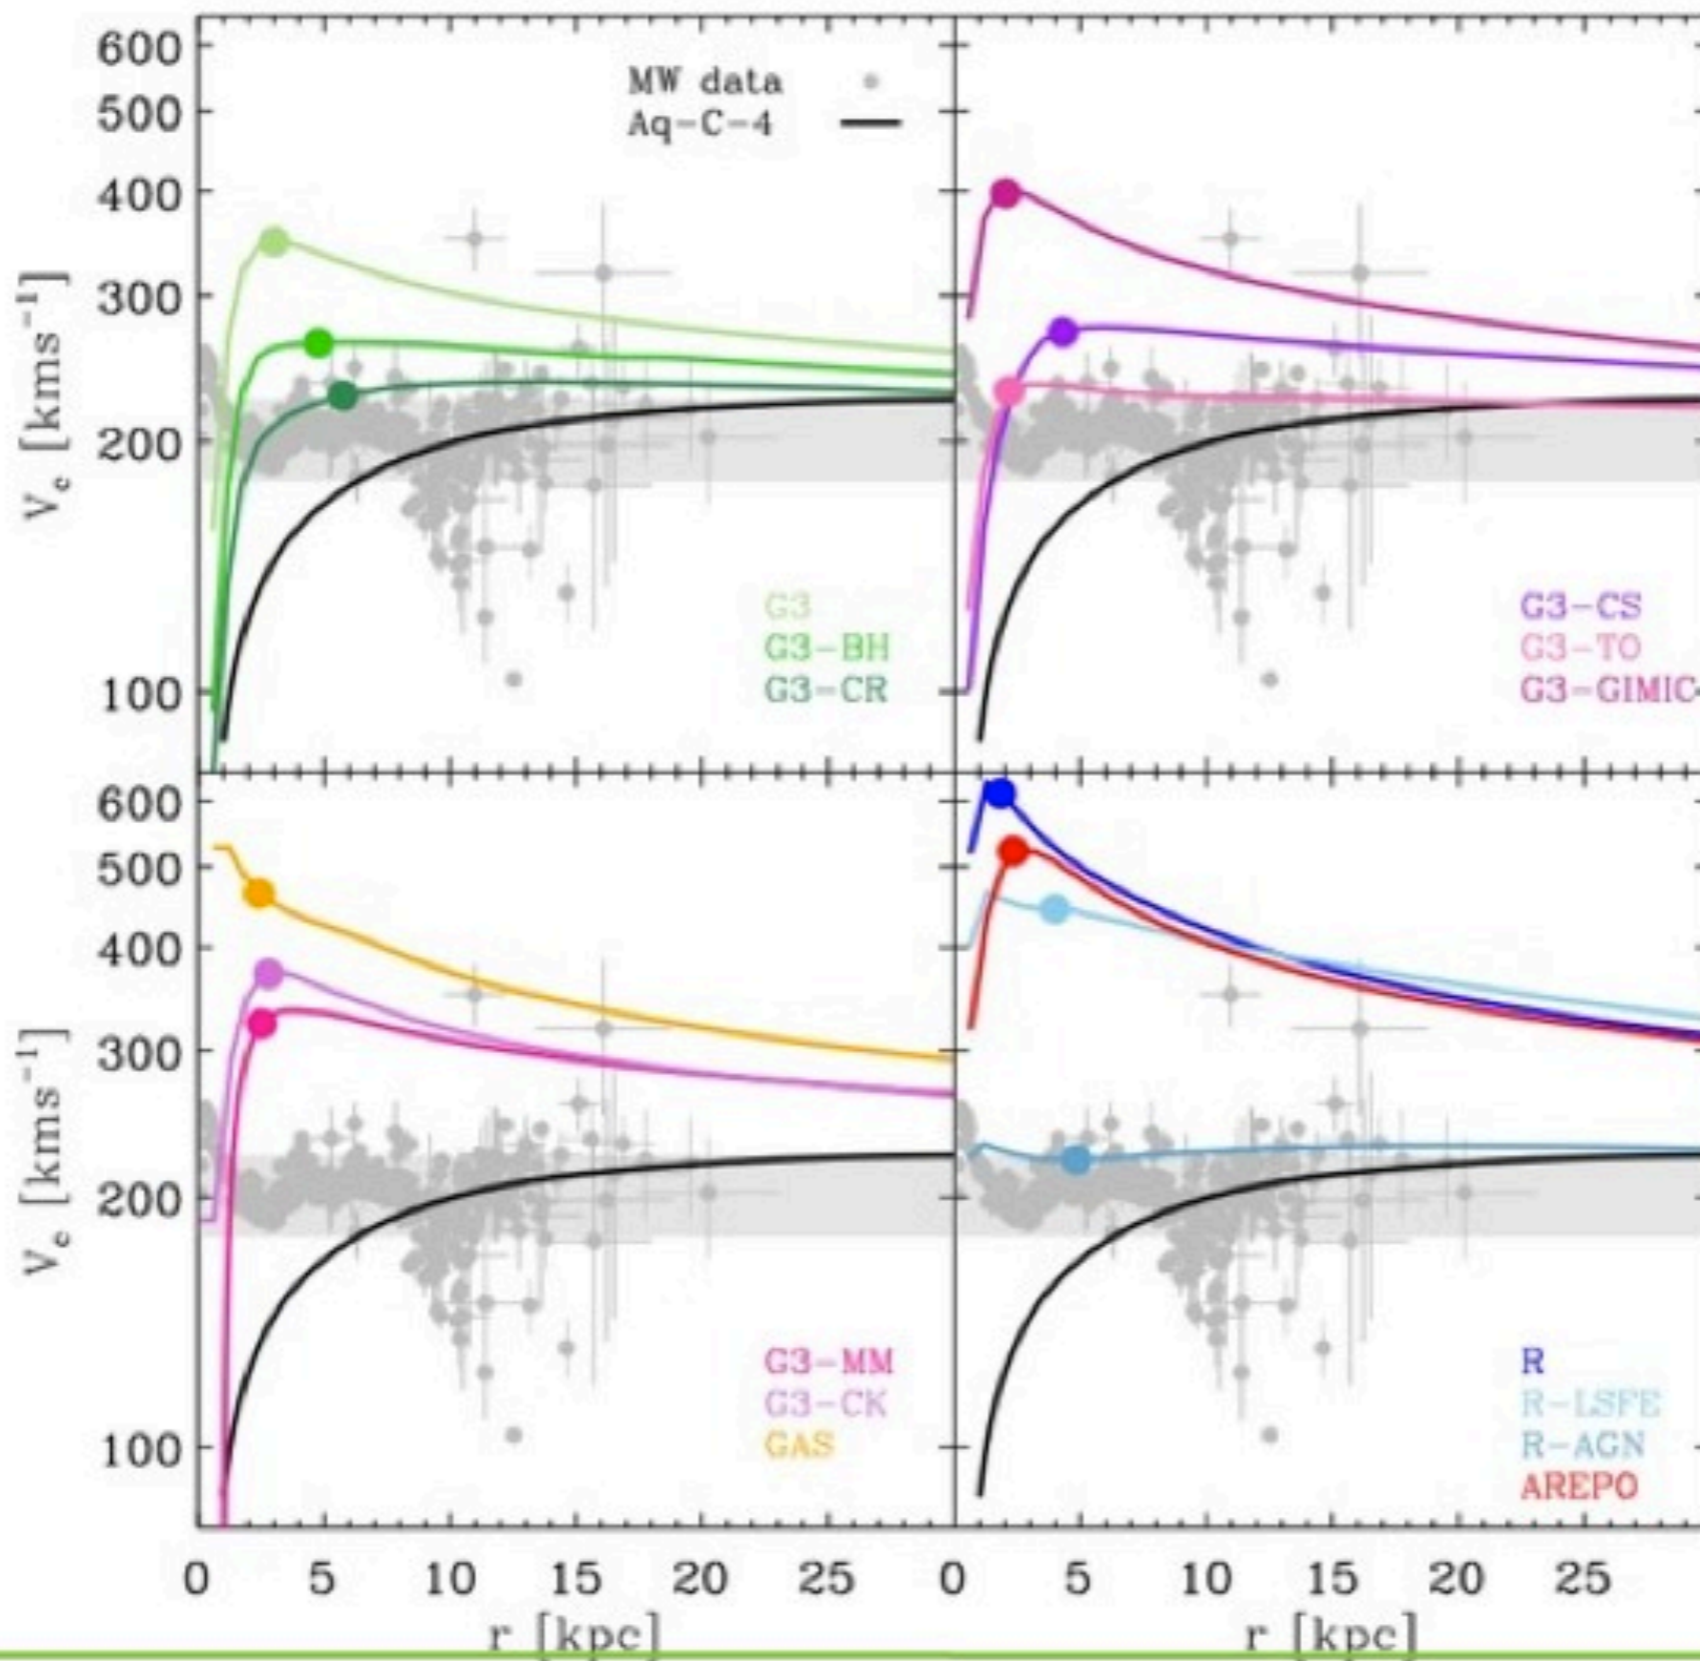 600
500
400
300
200
100
V_c [kms⁻¹]
MW data
Aq-C-4
G3
G3-BH
G3-CR
G3-CS
G3-TO
G3-GIMIC
600
500
400
300
200
100
V_c [kms⁻¹]
G3-MM
G3-CK
GAS
R
R-LSFE
R-AGN
AREPO
0 5 10 15 20 25
0 5 10 15 20 25
r [kpc]
r [kpc]